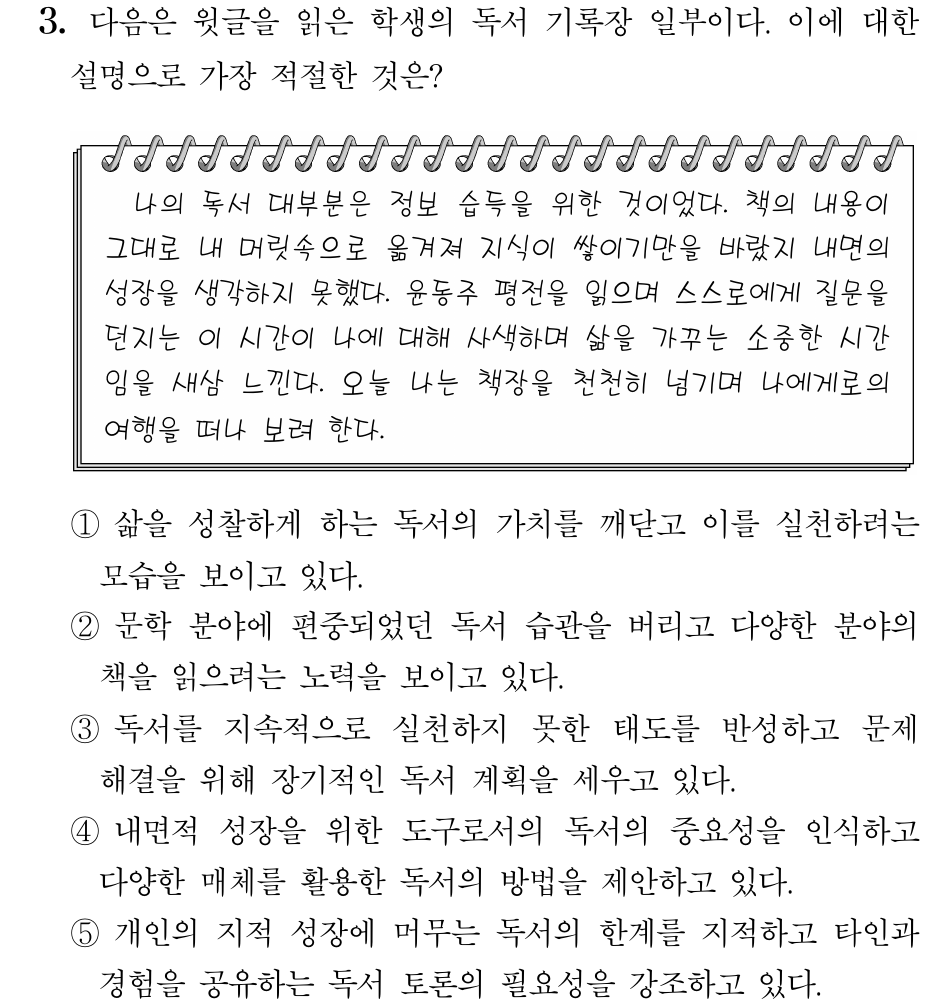 3. 다음은 윗글을 읽은 학생의 독서 기록장 일부이다. 이에 대한
설명으로 가장 적절한 것은?
나의 독서 대부분은 정보 습득을 위한 것이었다. 책의 내용이
그대로 내 머릿속으로 옮겨져 지식이 쌓이기만을 바랐지 내면의
성장을 생각하지 못했다. 윤동주 평전을 읽으며 스스로에게 질문을
던지는 이 시간이 나에 대해 사색하며 삶을 가꾸는 소중한 시간
임을 새삼 느낀다. 오늘 나는 책장을 천천히 넘기며 나에게로의
여행을 떠나 보려 한다.
① 삶을 성찰하게 하는 독서의 가치를 깨닫고 이를 실천하려는
모습을 보이고 있다.
② 문학 분야에 편중되었던 독서 습관을 버리고 다양한 분야의
책을 읽으려는 노력을 보이고 있다.
③ 독서를 지속적으로 실천하지 못한 태도를 반성하고 문제
해결을 위해 장기적인 독서 계획을 세우고 있다.
④ 내면적 성장을 위한 도구로서의 독서의 중요성을 인식하고
다양한 매체를 활용한 독서의 방법을 제안하고 있다.
⑤ 개인의 지적 성장에 머무는 독서의 한계를 지적하고 타인과
경험을 공유하는 독서 토론의 필요성을 강조하고 있다.